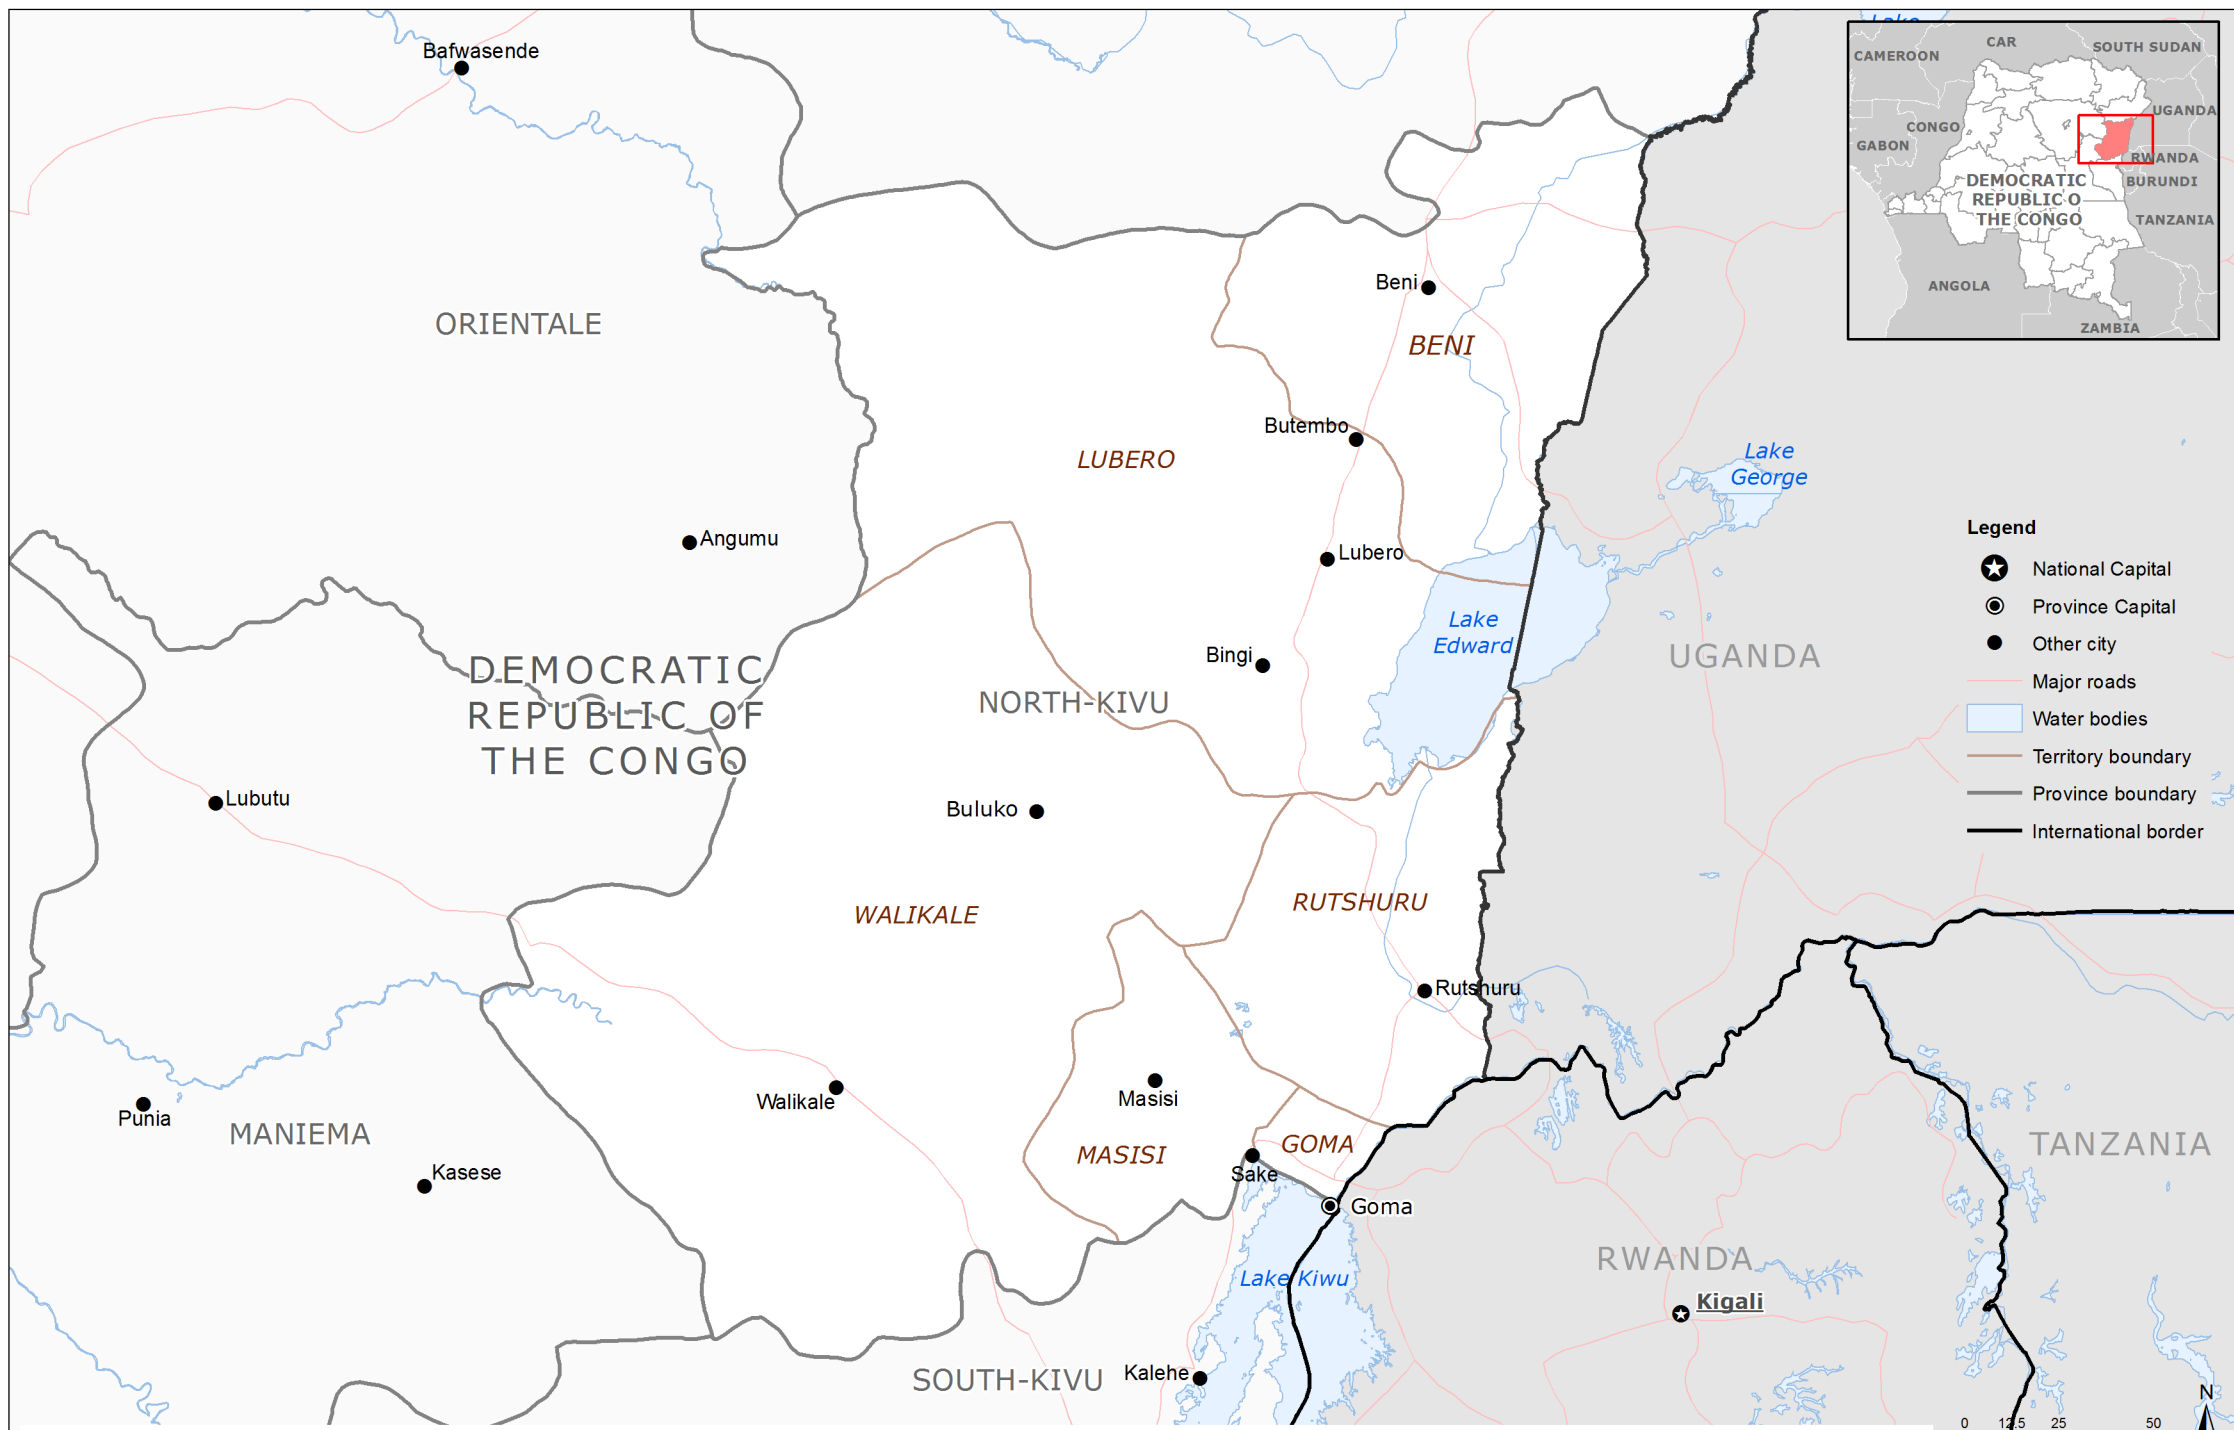 Bafwasende
ORIENTALE
Angumu
DEMOCRATIC
REPUBLIC OF
THE CONGO
Lubutu
Punia
MANIEMA
Kasese
Beni
BENI
Butembo
LUBERO
Lubero
Bingi
NORTH-KIVU
Buluko
WALIKALE
Walikale
RUTSHURU
Rutshuru
Masisi
MASISI
GOMA
Sake
Goma
Lake
Edward
Lake
George
UGANDA
Lake Kiwu
SOUTH-KIVU
Kalehe
RWANDA
Kigali
TANZANIA
Lake
CAMEROON
CAR
SOUTH SUDAN
UGANDA
CONGO
GABON
RWANDA
DEMOCRATIC
REPUBLIC O
THE CONGO
BURUNDI
TANZANIA
ANGOLA
ZAMBIA
Legend
National Capital
Province Capital
Other city
Major roads
Water bodies
Territory boundary
Province boundary
International border
N
0 12.5 25 50